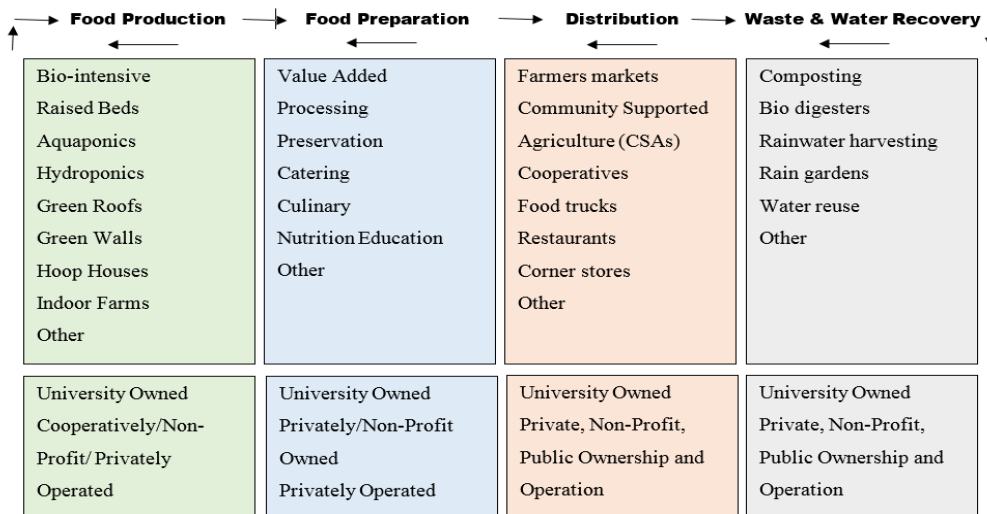 Food Production Food Preparation Distribution Waste & Water Recovery
Bio-intensive
Raised Beds
Aquaponics
Hydroponics
Green Roofs
Green Walls
Hoop Houses
Indoor Farms
Other
Value Added
Processing
Preservation
Catering
Culinary
Nutrition Education
Other
Farmers markets
Community Supported
Agriculture (CSAs)
Cooperatives
Food trucks
Restaurants
Corner stores
Other
Composting
Bio digesters
Rainwater harvesting
Rain gardens
Water reuse
Other
University Owned
Cooperatively/Non-
Profit/ Privately
Operated
University Owned
Privately/Non-Profit
Owned
Privately Operated
University Owned
Private, Non-Profit,
Public Ownership and
Operation
University Owned
Private, Non-Profit,
Public Ownership and
Operation